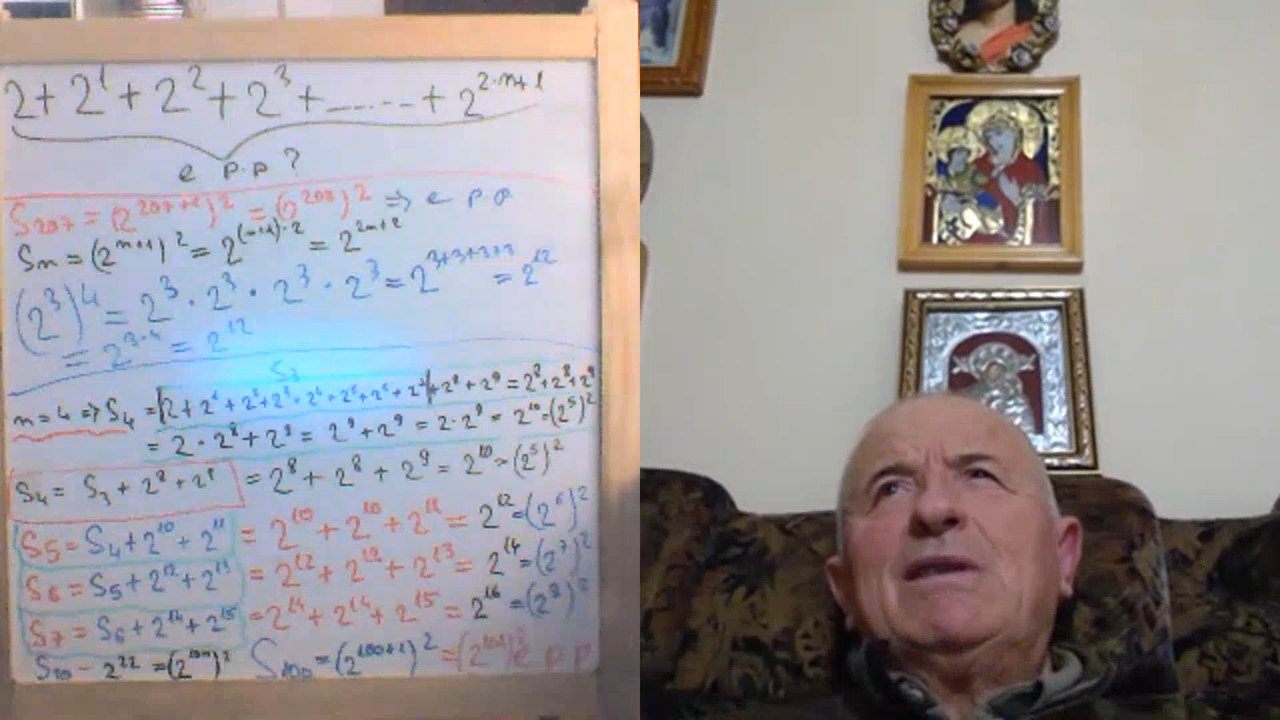 2 + 2¹ + 2² + 2³ + ..... + 2^(2·n+1)
e p.p ?
S₂₀₇ = (2^(207+1))² = (2^208)² ⇒ e p p
Sn = (2^(n+1))² = 2^((n+1)·2) = 2^(2n+2)
(2³)⁴ = 2³ · 2³ · 2³ · 2³ = 2^(3+3+3+3) = 2¹²
= 2^(3·4) = 2¹²
S₃
n=4 ⇒ S₄ = 2 + 2¹ + 2² + 2³ + 2⁴ + 2⁵ + 2⁶ + 2⁷ + 2⁸ + 2⁹ = 2⁸ + 2⁸ + 2⁹
= 2 · 2⁸ + 2⁹ = 2⁹ + 2⁹ = 2 · 2⁹ = 2¹⁰ = (2⁵)²
S₄ = S₃ + 2⁸ + 2⁹ = 2⁸ + 2⁸ + 2⁹ = 2¹⁰ = (2⁵)²
S₅ = S₄ + 2¹⁰ + 2¹¹ = 2¹⁰ + 2¹⁰ + 2¹¹ = 2¹² = (2⁶)²
S₆ = S₅ + 2¹² + 2¹³ = 2¹² + 2¹² + 2¹³ = 2¹⁴ = (2⁷)²
S₇ = S₆ + 2¹⁴ + 2¹⁵ = 2¹⁴ + 2¹⁴ + 2¹⁵ = 2¹⁶ = (2⁸)²
S₁₀ = 2²² = (2^(10+1))² S₁₀₀ = (2^(100+1))² = (2^101)² e p p